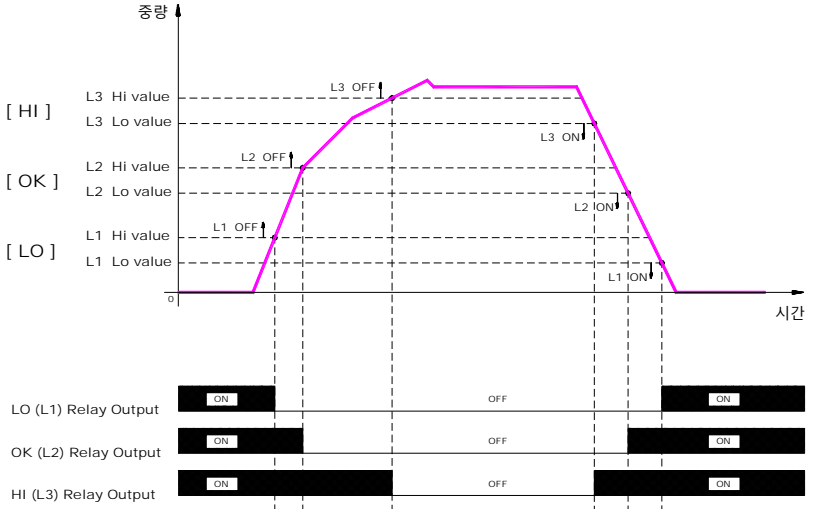 중량
L3 OFF
[ HI ]
L3 Hi value
L3 Lo value
L3 ON
L2 OFF
[ OK ]
L2 Hi value
L2 Lo value
L2 ON
L1 OFF
[ LO ]
L1 Hi value
L1 Lo value
L1 ON
0
시간
LO (L1) Relay Output ON OFF ON
OK (L2) Relay Output ON OFF ON
HI (L3) Relay Output ON OFF ON